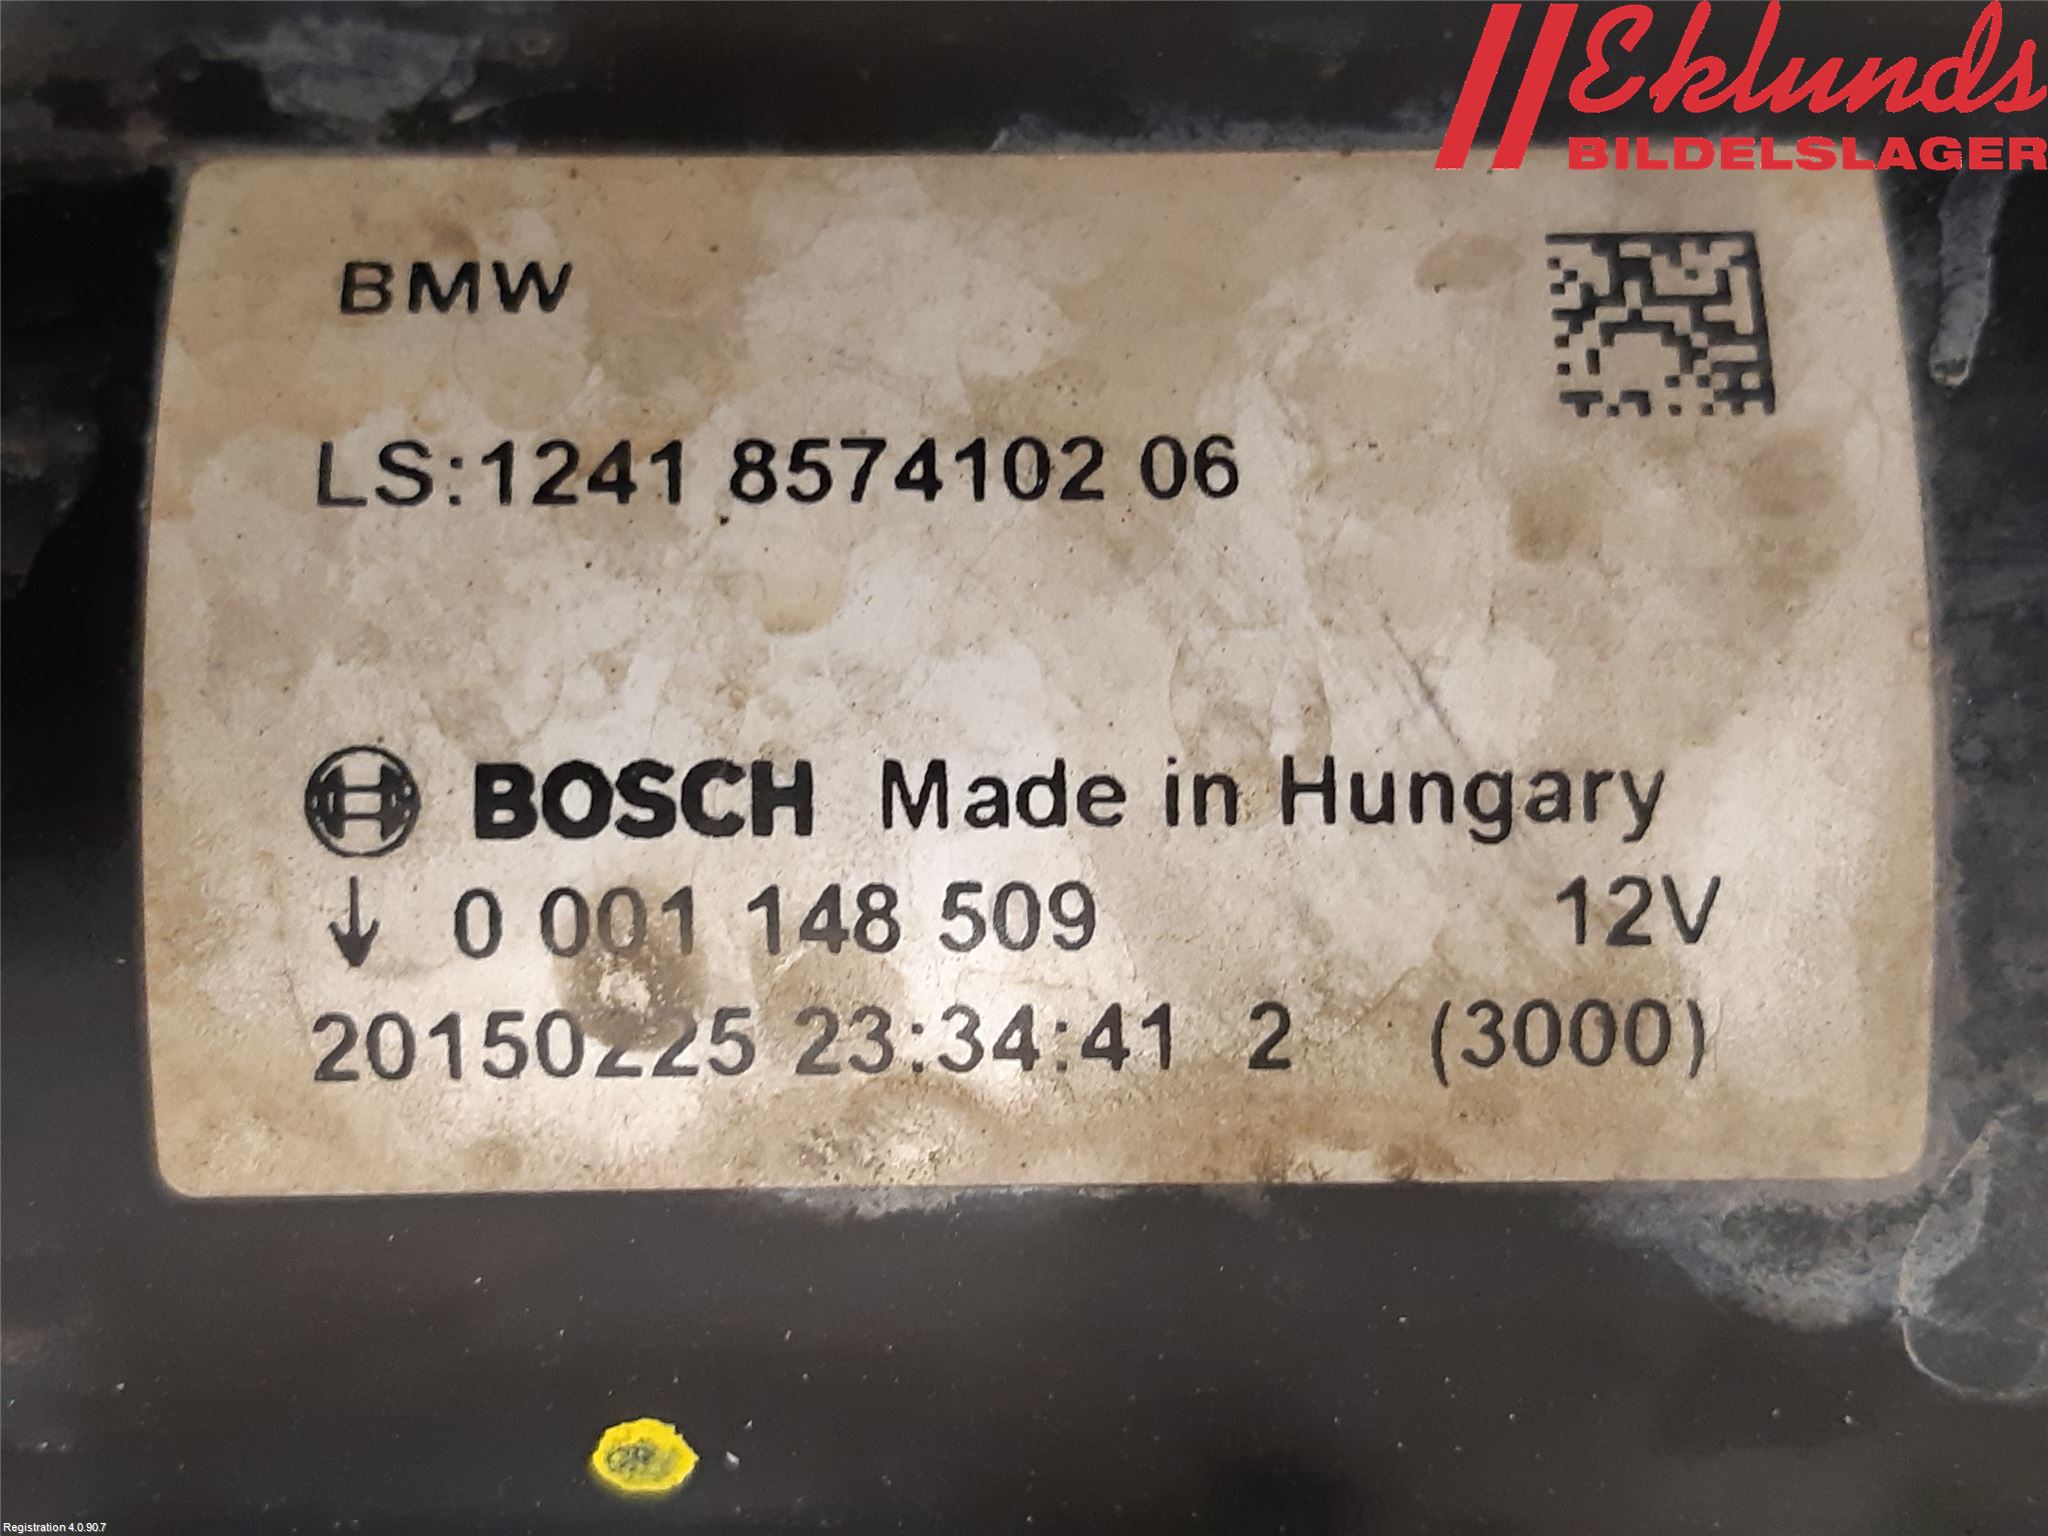 Eklunds
BILDELSLAGER
BMW
LS:1241 8574102 06
BOSCH Made in Hungary
↓ 0 001 148 509 12V
20150225 23:34:41 2 (3000)
Registration 4.0.90.7